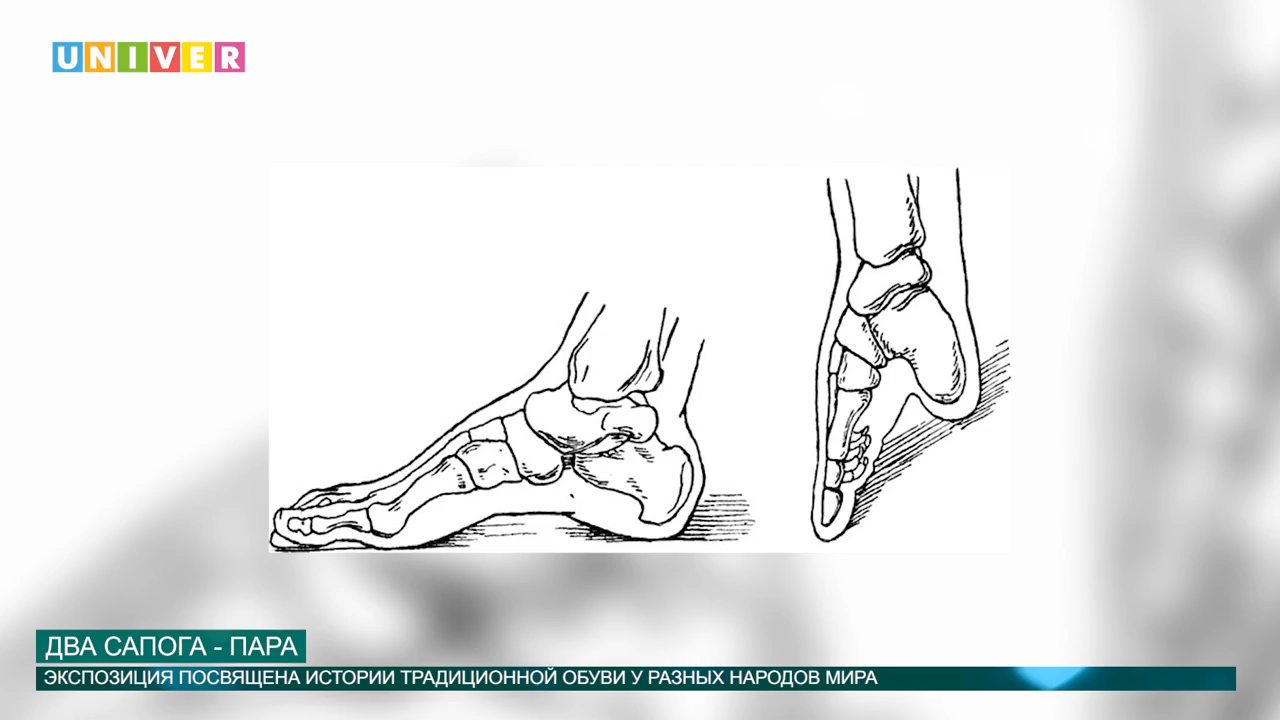 UNIVER
ДВА САПОГА - ПАРА
ЭКСПОЗИЦИЯ ПОСВЯЩЕНА ИСТОРИИ ТРАДИЦИОННОЙ ОБУВИ У РАЗНЫХ НАРОДОВ МИРА